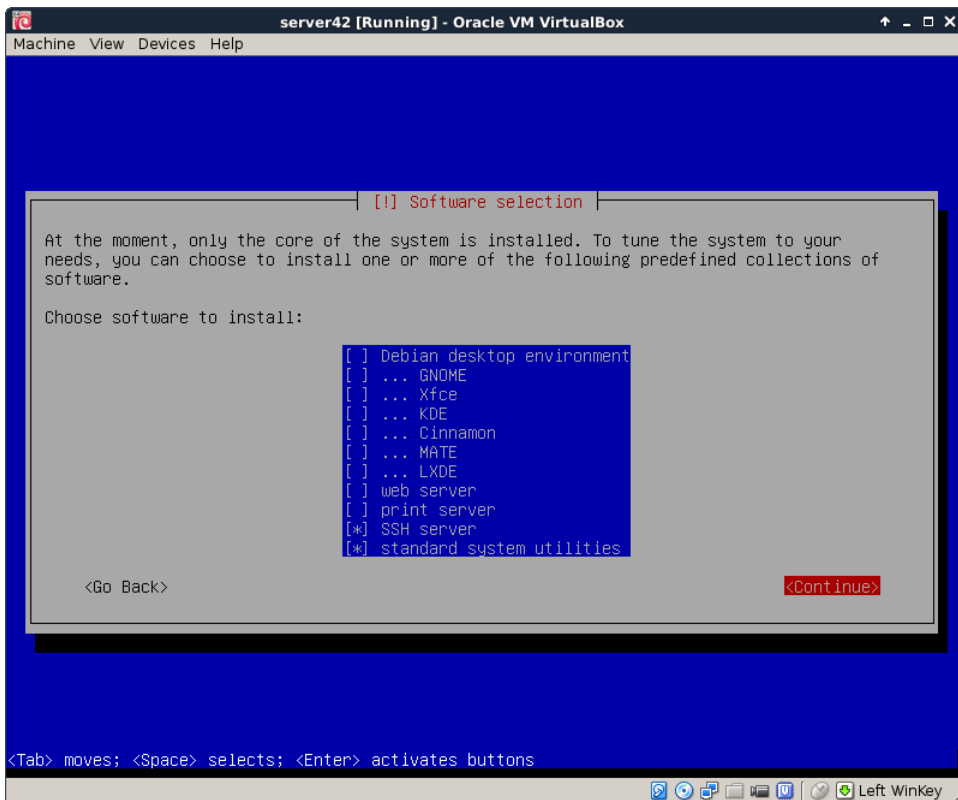 server42 [Running] - Oracle VM VirtualBox
Machine View Devices Help
[!] Software selection
At the moment, only the core of the system is installed. To tune the system to your
needs, you can choose to install one or more of the following predefined collections of
software.
Choose software to install:
[ ] Debian desktop environment
[ ] ... GNOME
[ ] ... Xfce
[ ] ... KDE
[ ] ... Cinnamon
[ ] ... MATE
[ ] ... LXDE
[ ] web server
[ ] print server
[*] SSH server
[*] standard system utilities
<Go Back> <Continue>
<Tab> moves; <Space> selects; <Enter> activates buttons
Left WinKey